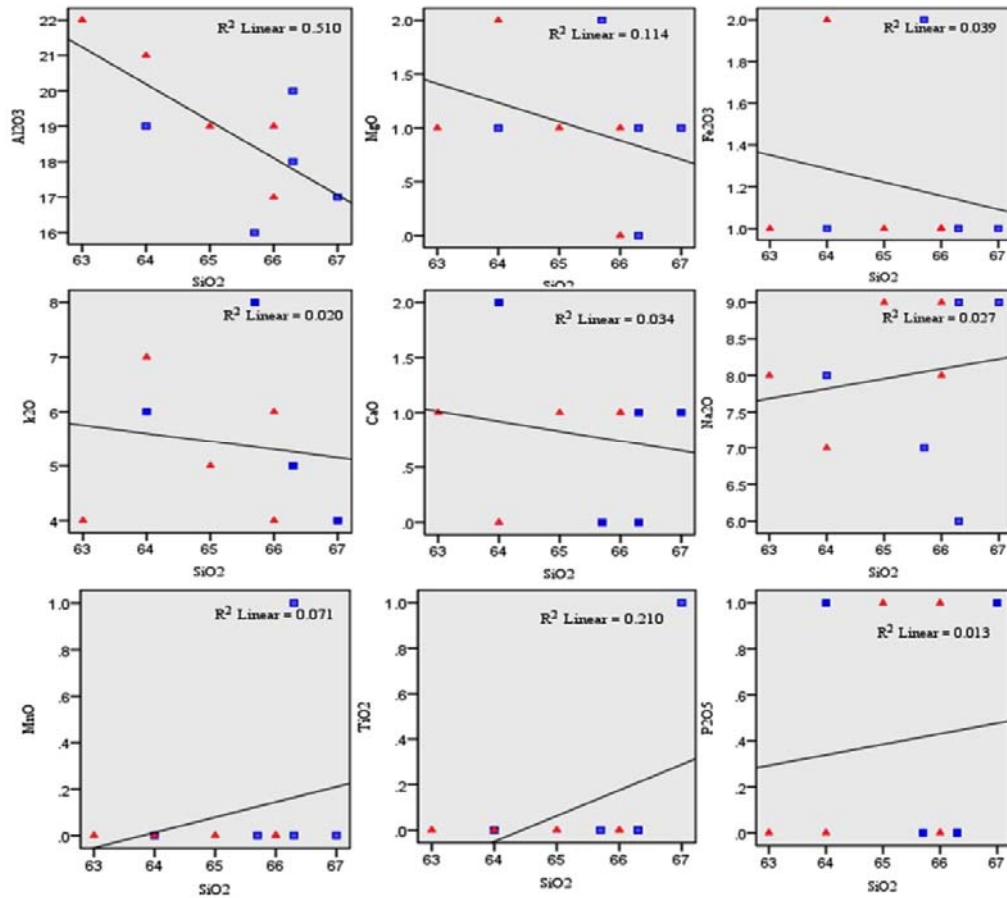 R² Linear = 0.510
Al2O3
22
21
20
19
18
17
16
63 64 65 66 67
SiO2
R² Linear = 0.114
MgO
2.0
1.5
1.0
.5
.0
63 64 65 66 67
SiO2
R² Linear = 0.039
Fe2O3
2.0
1.8
1.6
1.4
1.2
1.0
63 64 65 66 67
SiO2
R² Linear = 0.020
k2O
8
7
6
5
4
63 64 65 66 67
SiO2
R² Linear = 0.034
CaO
2.0
1.5
1.0
.5
.0
63 64 65 66 67
SiO2
R² Linear = 0.027
Na2O
9.0
8.5
8.0
7.5
7.0
6.5
6.0
63 64 65 66 67
SiO2
R² Linear = 0.071
MnO
1.0
.8
.6
.4
.2
.0
63 64 65 66 67
SiO2
R² Linear = 0.210
TiO2
1.0
.8
.6
.4
.2
.0
63 64 65 66 67
SiO2
R² Linear = 0.013
P2O5
1.0
.8
.6
.4
.2
.0
63 64 65 66 67
SiO2